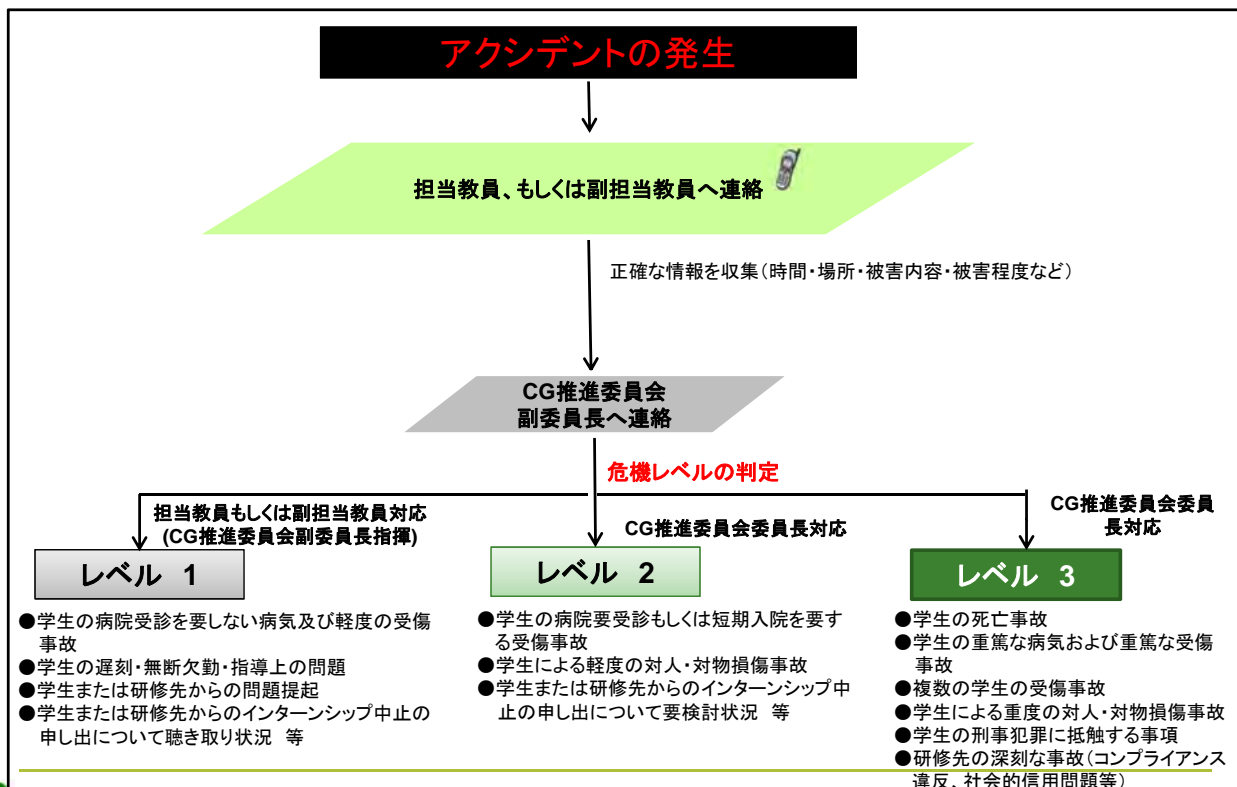 アクシデントの発生
担当教員、もしくは副担当教員へ連絡
正確な情報を収集(時間・場所・被害内容・被害程度など)
CG推進委員会
副委員長へ連絡
危機レベルの判定
担当教員もしくは副担当教員対応
(CG推進委員会副委員長指揮)
レベル 1
●学生の病院受診を要しない病気及び軽度の受傷
事故
●学生の遅刻・無断欠勤・指導上の問題
●学生または研修先からの問題提起
●学生または研修先からのインターンシップ中止の
申し出について聴き取り状況 等
CG推進委員会委員長対応
レベル 2
●学生の病院要受診もしくは短期入院を要す
る受傷事故
●学生による軽度の対人・対物損傷事故
●学生または研修先からのインターンシップ中
止の申し出について要検討状況 等
CG推進委員会委員
長対応
レベル 3
●学生の死亡事故
●学生の重篤な病気および重篤な受傷
事故
●複数の学生の受傷事故
●学生による重度の対人・対物損傷事故
●学生の刑事犯罪に抵触する事項
●研修先の深刻な事故(コンプライアンス
違反、社会的信用問題等)